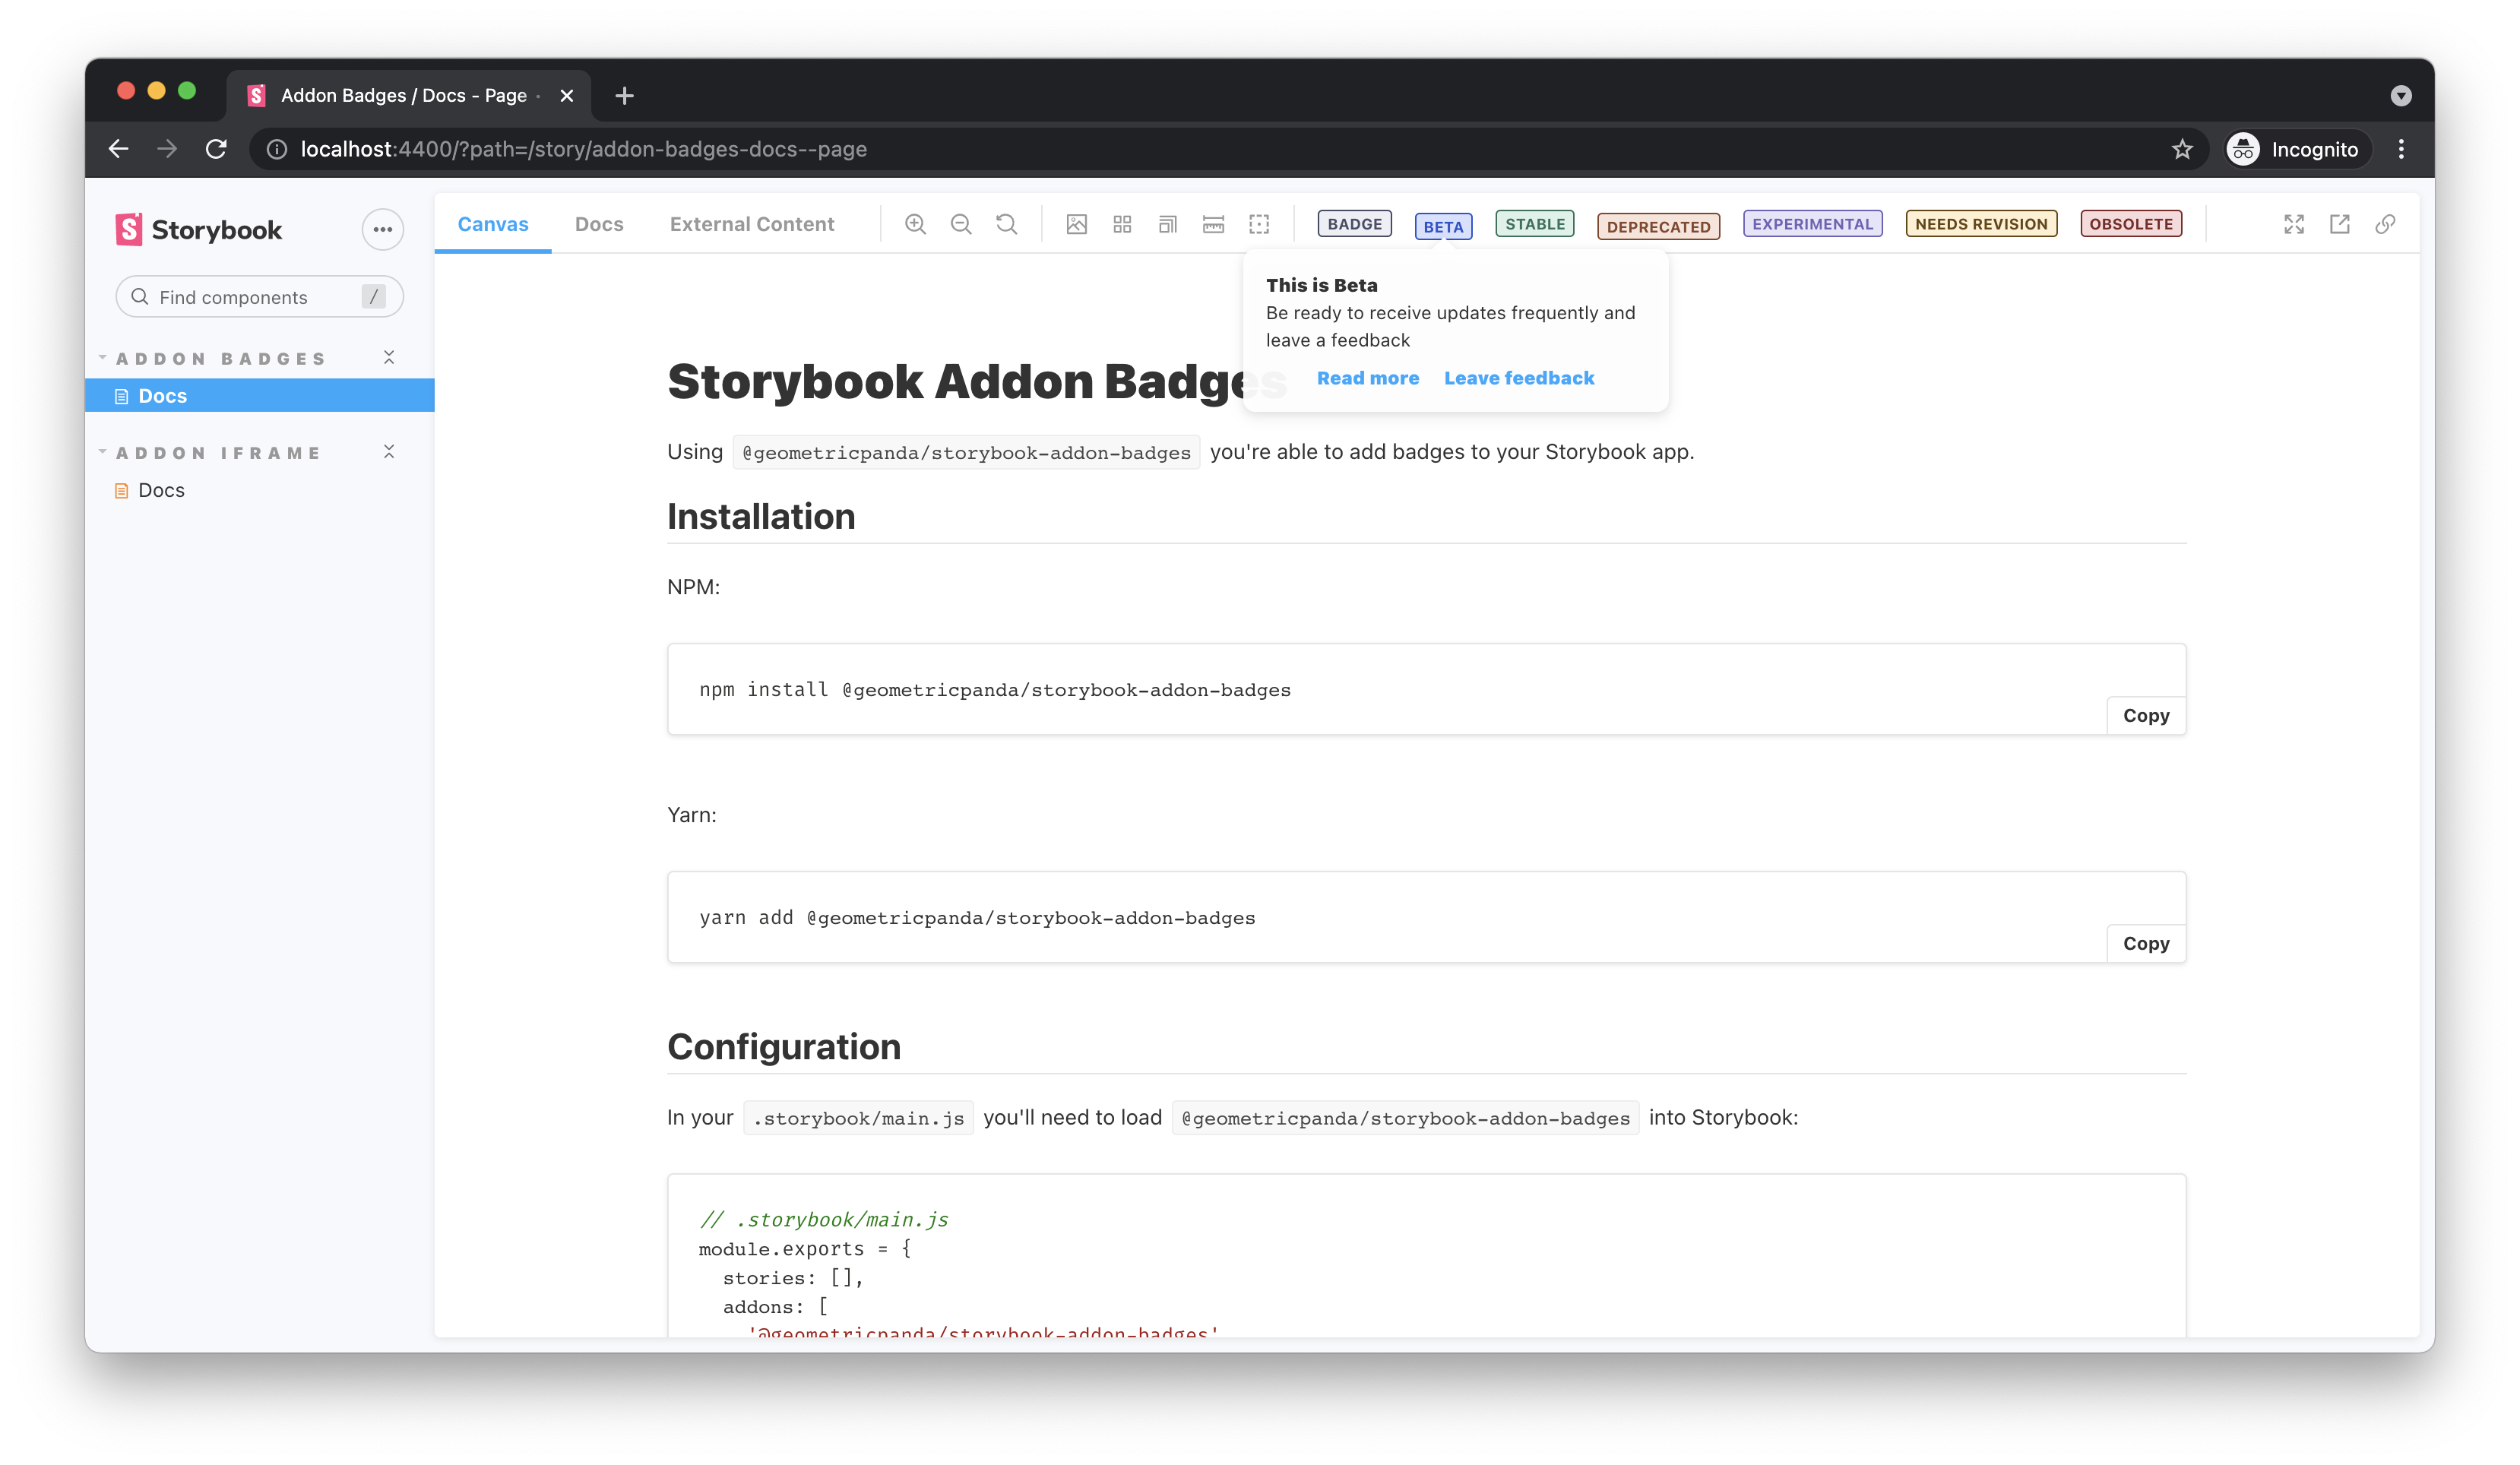 Addon Badges / Docs - Page
localhost:4400/?path=/story/addon-badges-docs--page
Incognito
Storybook
Find components /
ADDON BADGES
Docs
ADDON IFRAME
Docs
Canvas Docs External Content BADGE BETA STABLE DEPRECATED EXPERIMENTAL NEEDS REVISION OBSOLETE
This is Beta
Be ready to receive updates frequently and
leave a feedback
Read more Leave feedback
Storybook Addon Badges
Using @geometricpanda/storybook-addon-badges you're able to add badges to your Storybook app.
Installation
NPM:
npm install @geometricpanda/storybook-addon-badges
Copy
Yarn:
yarn add @geometricpanda/storybook-addon-badges
Copy
Configuration
In your .storybook/main.js you'll need to load @geometricpanda/storybook-addon-badges into Storybook:
// .storybook/main.js
module.exports = {
stories: [],
addons: [
'@geometricpanda/storybook-addon-badges'